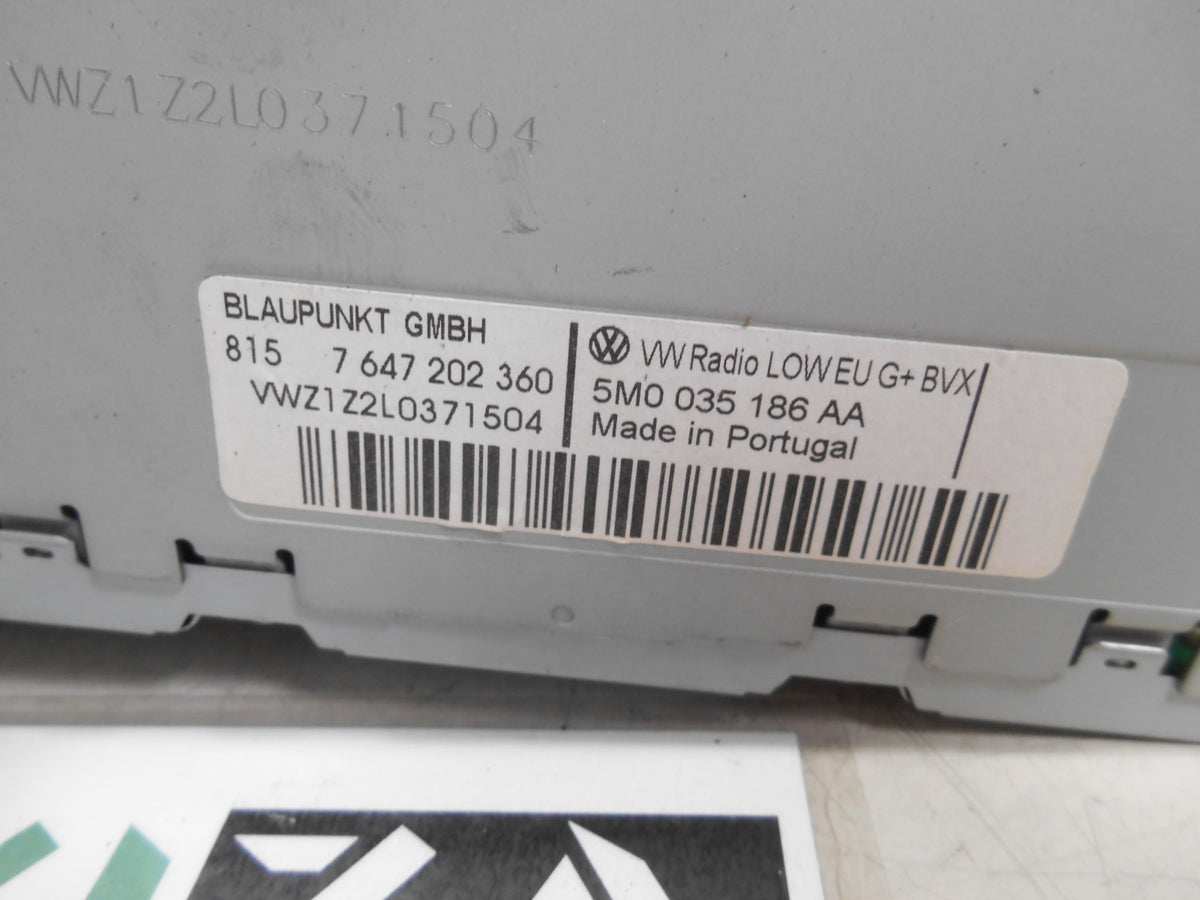 VWZ1Z2L0371504
BLAUPUNKT GMBH
815 7 647 202 360
VWZ1Z2L0371504
VW Radio LOW EU G+ BVX
5M0 035 186 AA
Made in Portugal